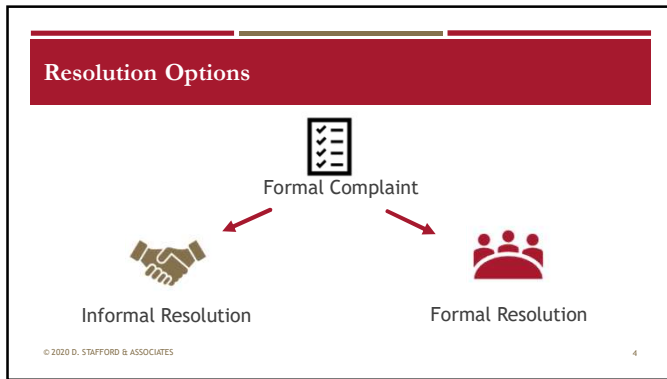 Resolution Options
Formal Complaint
Informal Resolution
Formal Resolution
© 2020 D. STAFFORD & ASSOCIATES
4